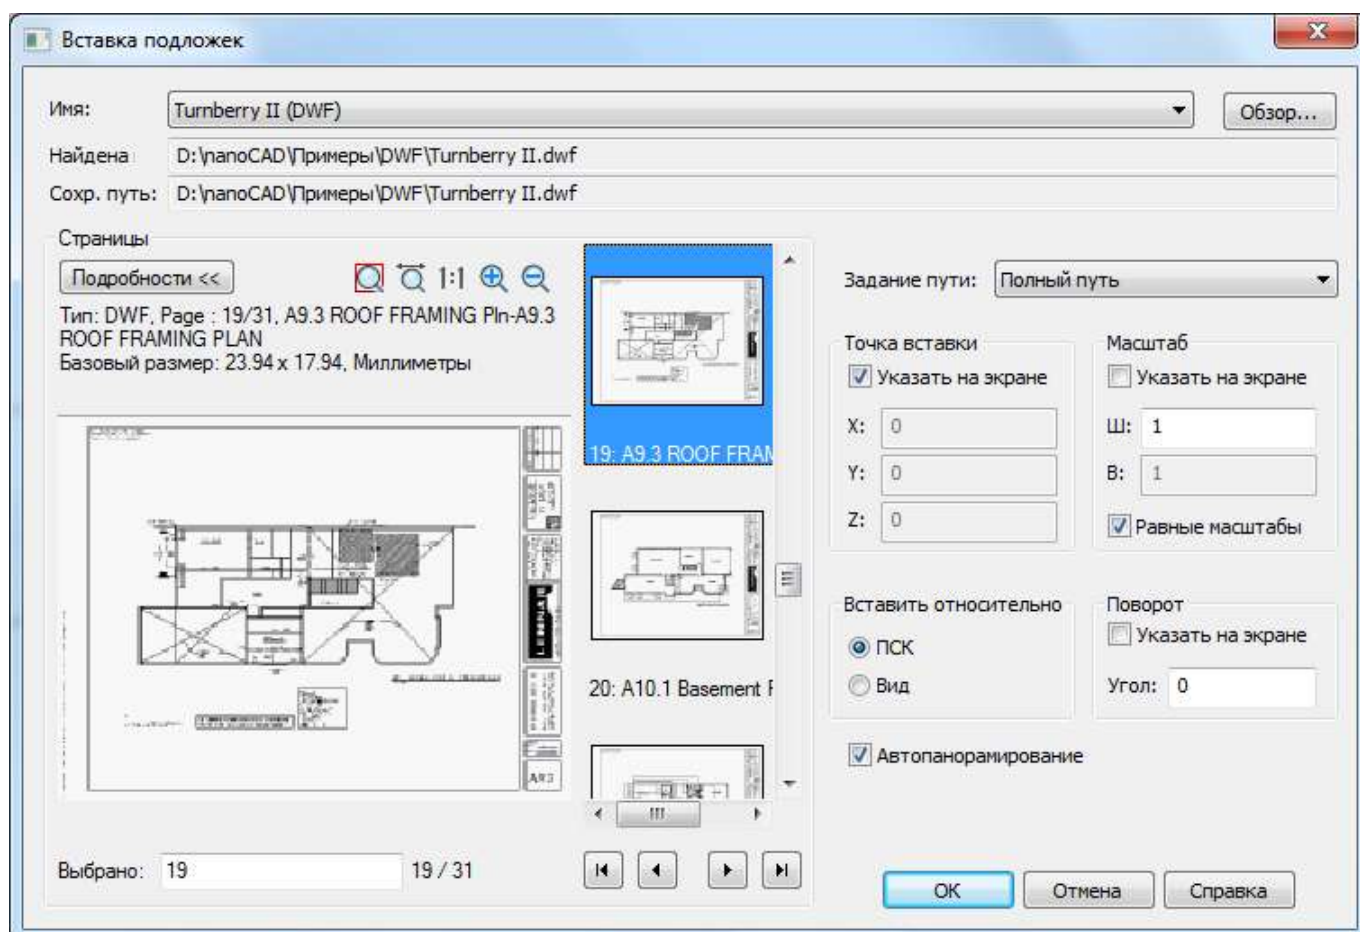 Вставка подложек
Имя: Turnberry II (DWF) Обзор...
Найдена D:\nanoCAD\Примеры\DWF\Turnberry II.dwf
Сохр. путь: D:\nanoCAD\Примеры\DWF\Turnberry II.dwf
Страницы
Подробности << 1:1
Тип: DWF, Page : 19/31, A9.3 ROOF FRAMING Pln-A9.3
ROOF FRAMING PLAN
Базовый размер: 23.94 x 17.94, Миллиметры
A9.3
19: A9.3 ROOF FRAM
20: A10.1 Basement F
Выбрано: 19 19 / 31
Задание пути: Полный путь
Точка вставки
Указать на экране
X: 0
Y: 0
Z: 0
Масштаб
Указать на экране
Ш: 1
В: 1
Равные масштабы
Вставить относительно
ПСК
Вид
Поворот
Указать на экране
Угол: 0
Автопанорамирование
ОК Отмена Справка